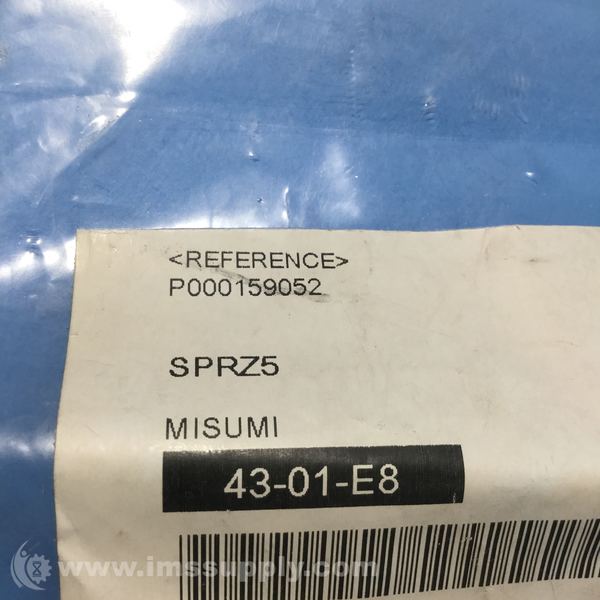 <REFERENCE>
P000159052
SPRZ5
MISUMI
43-01-E8
www.imssupply.com